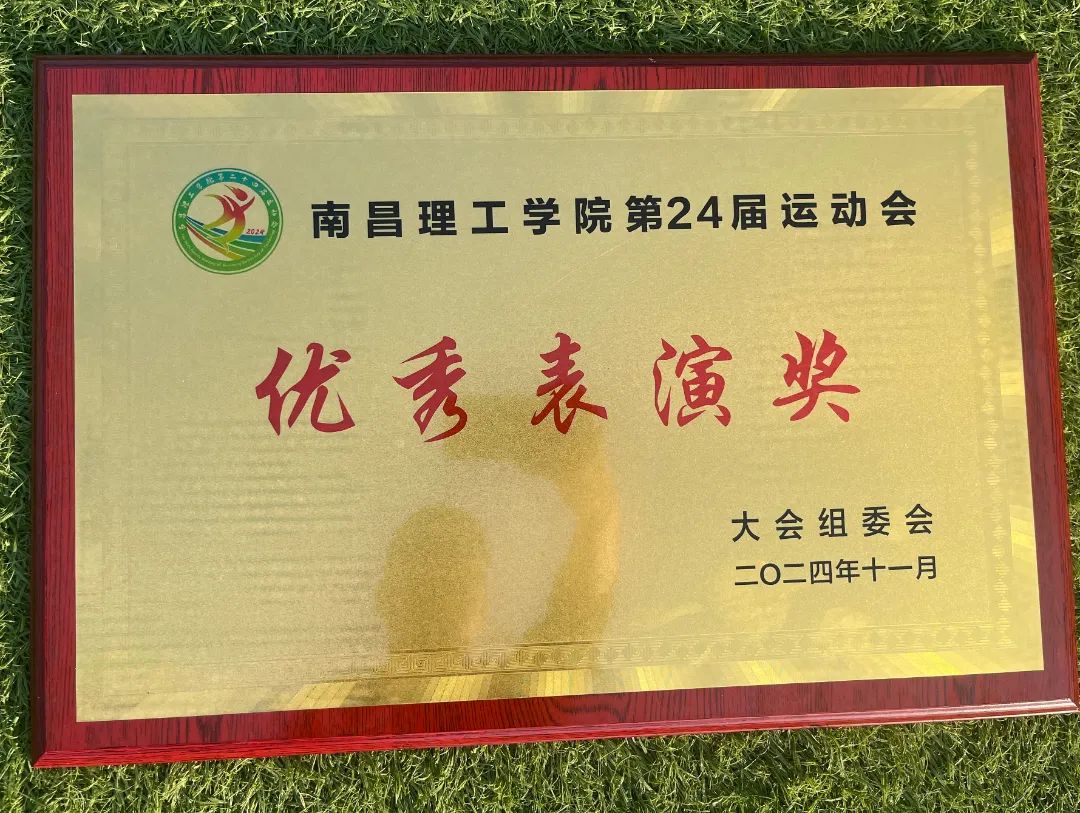 南昌理工学院第24届运动会
2024
优秀表演奖
大会组委会
二〇二四年十一月